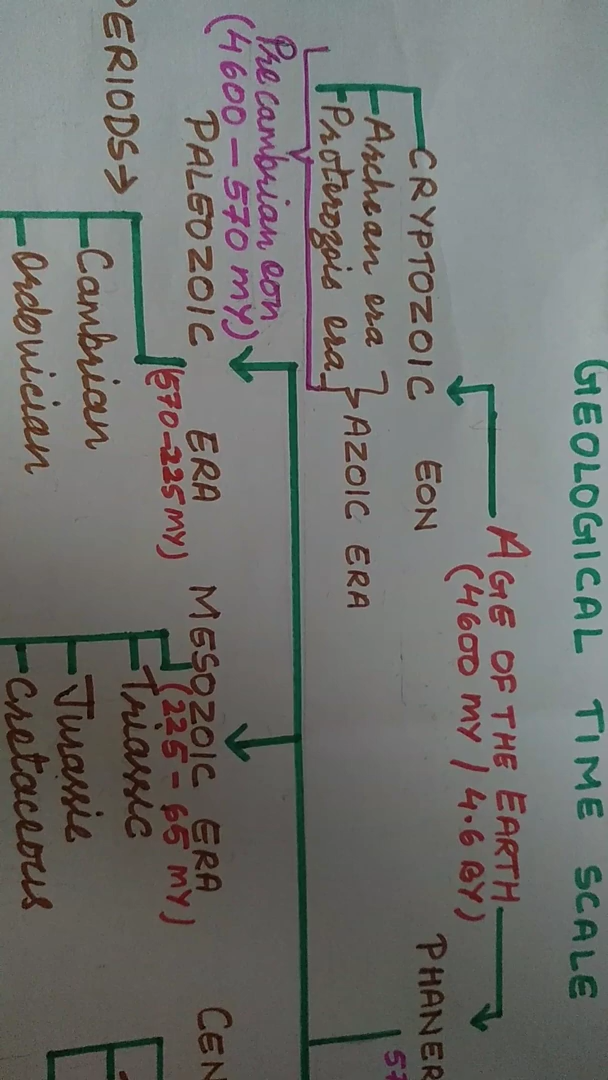 GEOLOGICAL TIME SCALE
AGE OF THE EARTH
(4600 MY / 4.6 BY)
CRYPTOZOIC EON
PHANER
Archean era
Proterozois era
} AZOIC ERA
57
Precambrian eon
(4600 - 570 MY)
PALEOZOIC ERA
(570-225 MY)
MESOZOIC ERA
(225 - 65 MY)
CEN
PERIODS →
Cambrian
Ordovician
Triassic
Jurassic
Cretaceous